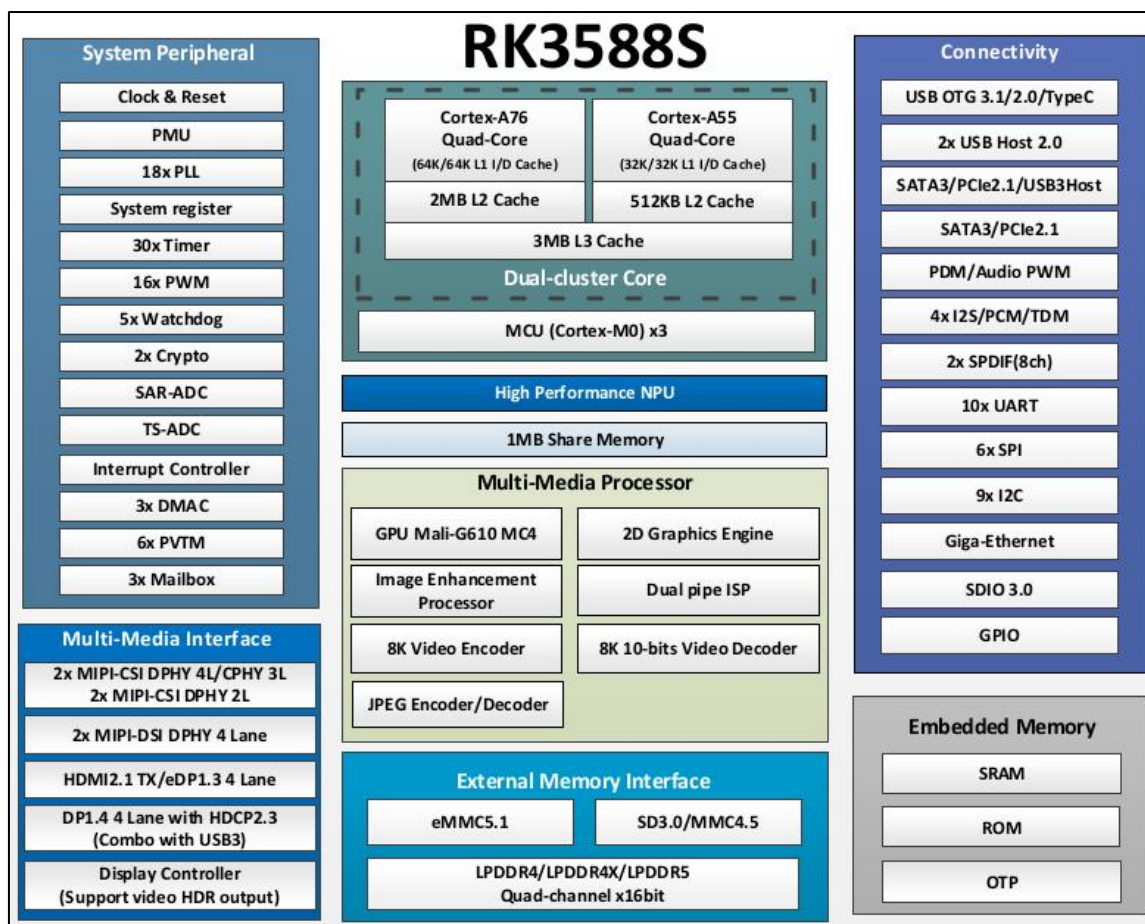 RK3588S
System Peripheral
Clock & Reset
PMU
18x PLL
System register
30x Timer
16x PWM
5x Watchdog
2x Crypto
SAR-ADC
TS-ADC
Interrupt Controller
3x DMAC
6x PVTM
3x Mailbox
Multi-Media Interface
2x MIPI-CSI DPHY 4L/CPHY 3L
2x MIPI-CSI DPHY 2L
2x MIPI-DSI DPHY 4 Lane
HDMI2.1 TX/eDP1.3 4 Lane
DP1.4 4 Lane with HDCP2.3
(Combo with USB3)
Display Controller
(Support video HDR output)
Cortex-A76
Quad-Core
(64K/64K L1 I/D Cache)
2MB L2 Cache
Cortex-A55
Quad-Core
(32K/32K L1 I/D Cache)
512KB L2 Cache
3MB L3 Cache
Dual-cluster Core
MCU (Cortex-M0) x3
High Performance NPU
1MB Share Memory
Multi-Media Processor
GPU Mali-G610 MC4
2D Graphics Engine
Image Enhancement
Processor
Dual pipe ISP
8K Video Encoder
8K 10-bits Video Decoder
JPEG Encoder/Decoder
External Memory Interface
eMMC5.1
SD3.0/MMC4.5
LPDDR4/LPDDR4X/LPDDR5
Quad-channel x16bit
Connectivity
USB OTG 3.1/2.0/TypeC
2x USB Host 2.0
SATA3/PCIe2.1/USB3Host
SATA3/PCIe2.1
PDM/Audio PWM
4x I2S/PCM/TDM
2x SPDIF(8ch)
10x UART
6x SPI
9x I2C
Giga-Ethernet
SDIO 3.0
GPIO
Embedded Memory
SRAM
ROM
OTP